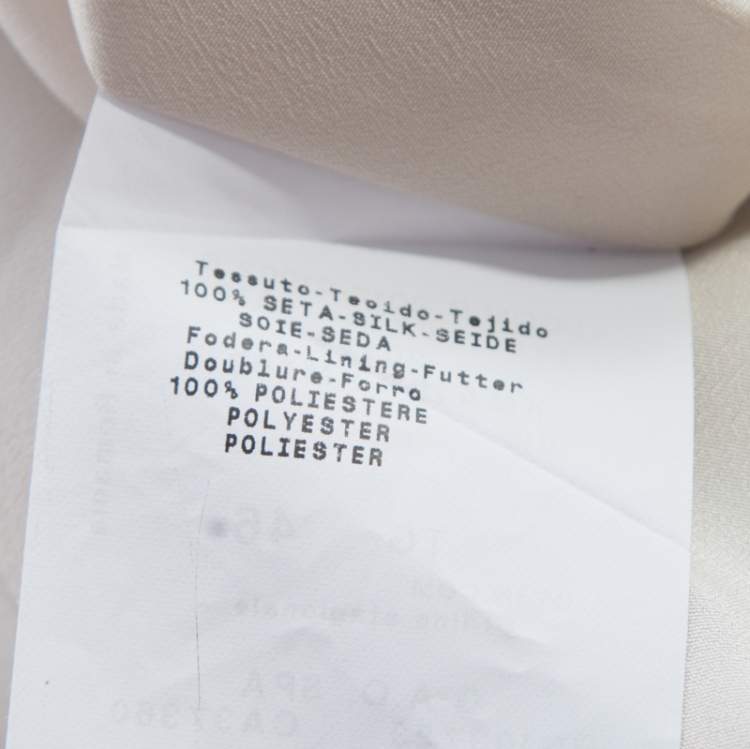 Tessuto-Teoido-Tejido
100% SETA-SILK-SEIDE
SOIE-SEDA
Fodera-Lining-Futter
Doublure-Forro
100% POLIESTERE
POLYESTER
POLIESTER